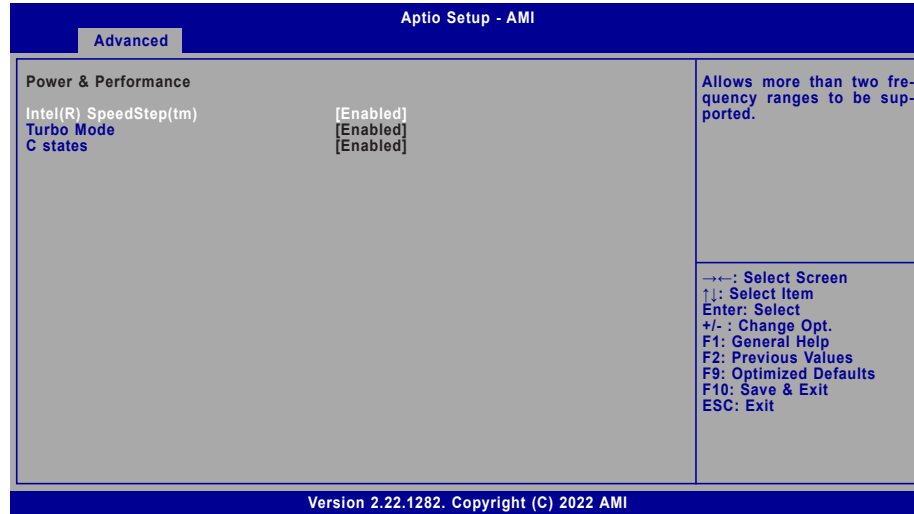 Aptio Setup - AMI
Advanced
Power & Performance
Intel(R) SpeedStep(tm) [Enabled]
Turbo Mode [Enabled]
C states [Enabled]
Allows more than two fre-
quency ranges to be sup-
ported.
→←: Select Screen
↑↓: Select Item
Enter: Select
+/- : Change Opt.
F1: General Help
F2: Previous Values
F9: Optimized Defaults
F10: Save & Exit
ESC: Exit
Version 2.22.1282. Copyright (C) 2022 AMI